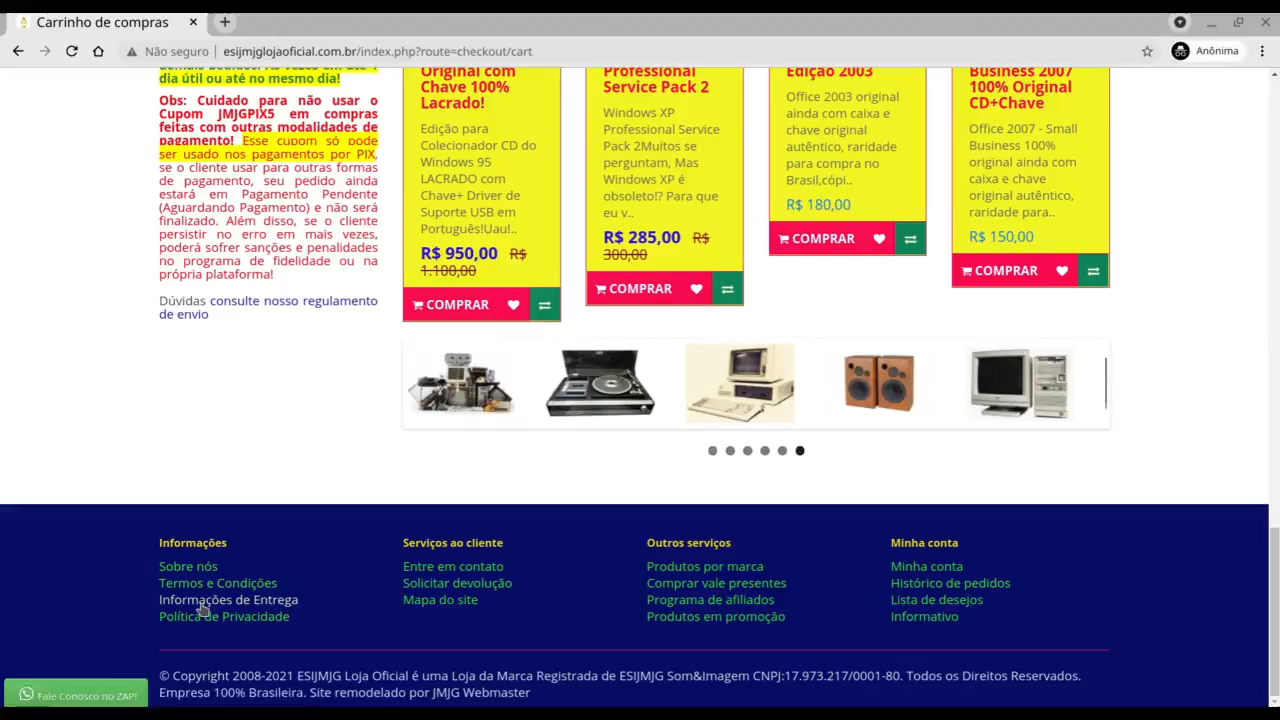 Carrinho de compras
Não seguro
esijmjglojaoficial.com.br/index.php?route=checkout/cart
Anônima
dia útil ou até no mesmo dia!
Obs: Cuidado para não usar o
Cupom JMJGPIX5 em compras
feitas com outras modalidades de
pagamento! Esse cupom só pode
ser usado nos pagamentos por PIX,
se o cliente usar para outras formas
de pagamento, seu pedido ainda
estará em Pagamento Pendente
(Aguardando Pagamento) e não será
finalizado. Além disso, se o cliente
persistir no erro em mais vezes,
poderá sofrer sanções e penalidades
no programa de fidelidade ou na
própria plataforma!
Dúvidas consulte nosso regulamento
de envio
Original com
Chave 100%
Lacrado!
Edição para
Colecionador CD do
Windows 95
LACRADO com
Chave+ Driver de
Suporte USB em
Português!Uau!..
R$ 950,00 R$
1.100,00
COMPRAR
Professional
Service Pack 2
Windows XP
Professional Service
Pack 2Muitos se
perguntam, Mas
Windows XP é
obsoleto!? Para que
eu v..
R$ 285,00 R$
300,00
COMPRAR
Edição 2003
Office 2003 original
ainda com caixa e
chave original
autêntico, raridade
para compra no
Brasil,cópi..
R$ 180,00
COMPRAR
Business 2007
100% Original
CD+Chave
Office 2007 - Small
Business 100%
original ainda com
caixa e chave
original autêntico,
raridade para..
R$ 150,00
COMPRAR
Informações
Sobre nós
Termos e Condições
Informações de Entrega
Política de Privacidade
Serviços ao cliente
Entre em contato
Solicitar devolução
Mapa do site
Outros serviços
Produtos por marca
Comprar vale presentes
Programa de afiliados
Produtos em promoção
Minha conta
Minha conta
Histórico de pedidos
Lista de desejos
Informativo
© Copyright 2008-2021 ESIJMJG Loja Oficial é uma Loja da Marca Registrada de ESIJMJG Som&Imagem CNPJ:17.973.217/0001-80. Todos os Direitos Reservados.
Empresa 100% Brasileira. Site remodelado por JMJG Webmaster
Fale Conosco no ZAP!